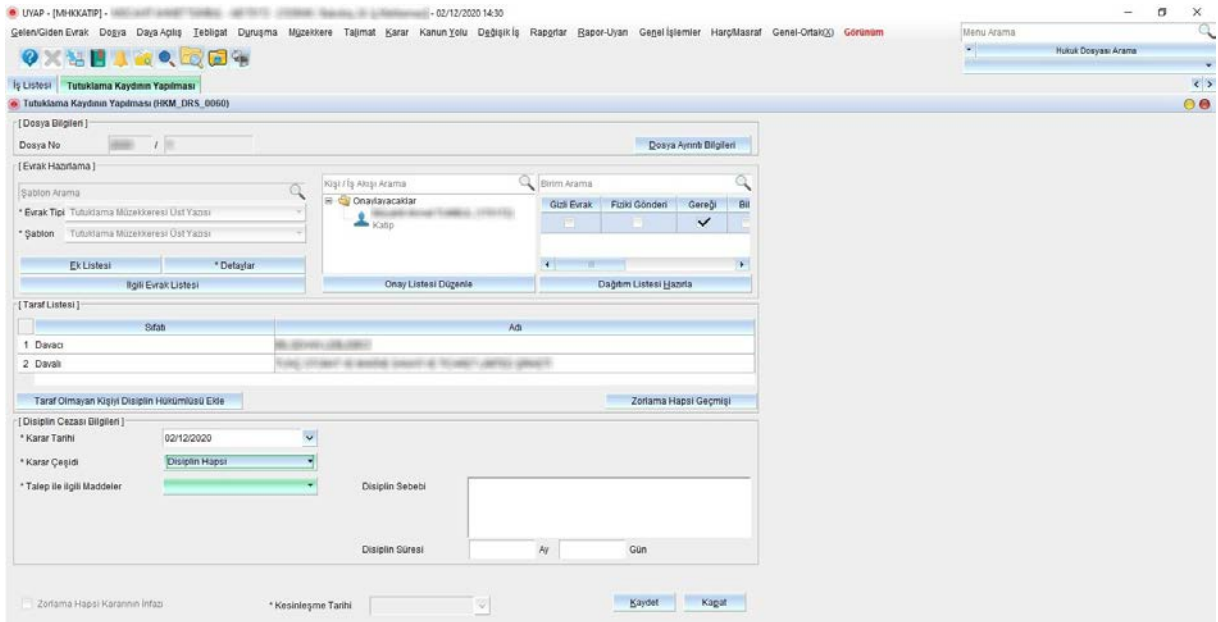 UYAP - [MHKKATIP] - - 02/12/2020 14:30
Gelen/Giden Evrak Dosya Dava Açılış Tebligat Duruşma Müzekkere Talimat Karar Kanun Yolu Değişik İş Raporlar Rapor-Uyarı Genel İşlemler HarçMasraf Genel-Ortak(X) Görünüm
Menu Arama
Hukuk Dosyası Arama
İş Listesi Tutuklama Kaydının Yapılması
Tutuklama Kaydının Yapılması (HKM_DRS_0060)
[ Dosya Bilgileri ]
Dosya No / Dosya Ayrıntı Bilgileri
[ Evrak Hazırlama ]
Şablon Arama
* Evrak Tipi Tutuklama Müzekkeresi Üst Yazısı
* Şablon Tutuklama Müzekkeresi Üst Yazısı
Ek Listesi * Detaylar
İlgili Evrak Listesi
Kişi / İş Akışı Arama
Onaylayacaklar
Katip
Onay Listesi Düzenle
Birim Arama
Gizli Evrak Fiziki Gönderi Gereği Bil
Dağıtım Listesi Hazırla
[ Taraf Listesi ]
Sıfatı Adı
1 Davacı
2 Davalı
Taraf Olmayan Kişiyi Disiplin Hükümlüsü Ekle Zorlama Hapsi Geçmişi
[ Disiplin Cezası Bilgileri ]
* Karar Tarihi 02/12/2020
* Karar Çeşidi Disiplin Hapsi
* Talep ile ilgili Maddeler Disiplin Sebebi
Disiplin Süresi Ay Gün
Zorlama Hapsi Kararının İnfazı * Kesinleşme Tarihi Kaydet Kapat